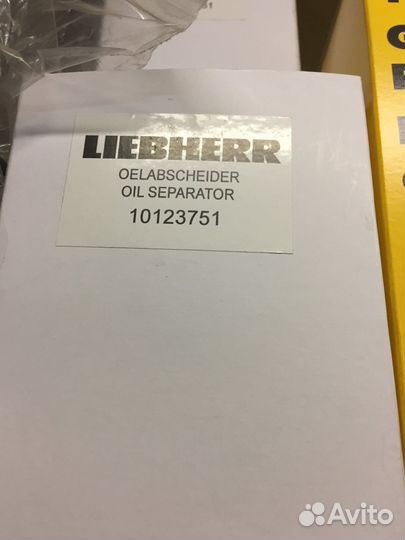 LIEBHERR
OELABSCHEIDER
OIL SEPARATOR
10123751
Avito